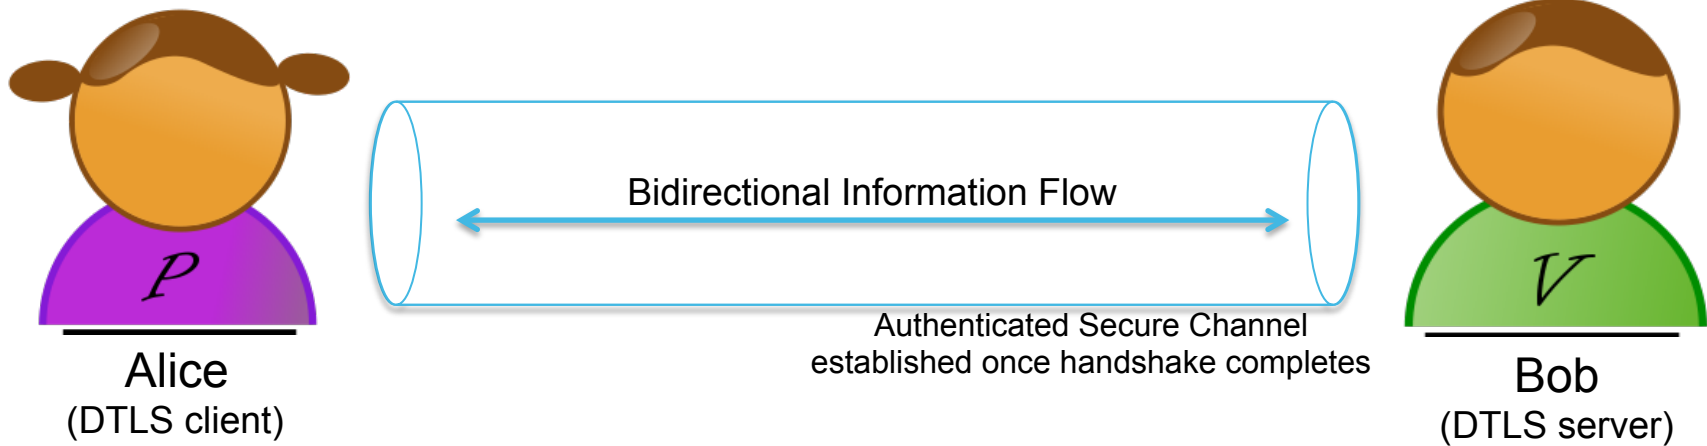 Bidirectional Information Flow
P
V
Authenticated Secure Channel
established once handshake completes
Alice
(DTLS client)
Bob
(DTLS server)